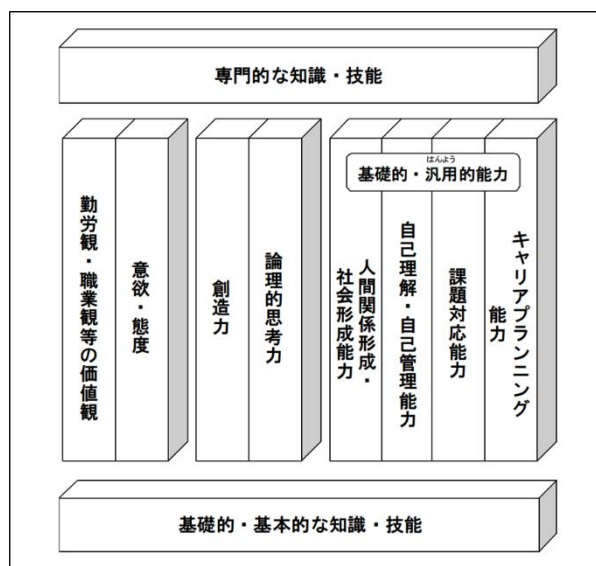 専門的な知識・技能
勤労観・職業観等の価値観
意欲・態度
創造力
論理的思考力
はんよう
基礎的・汎用的能力
人間関係形成・
社会形成能力
自己理解・自己管理能力
課題対応能力
キャリアプランニング
能力
基礎的・基本的な知識・技能